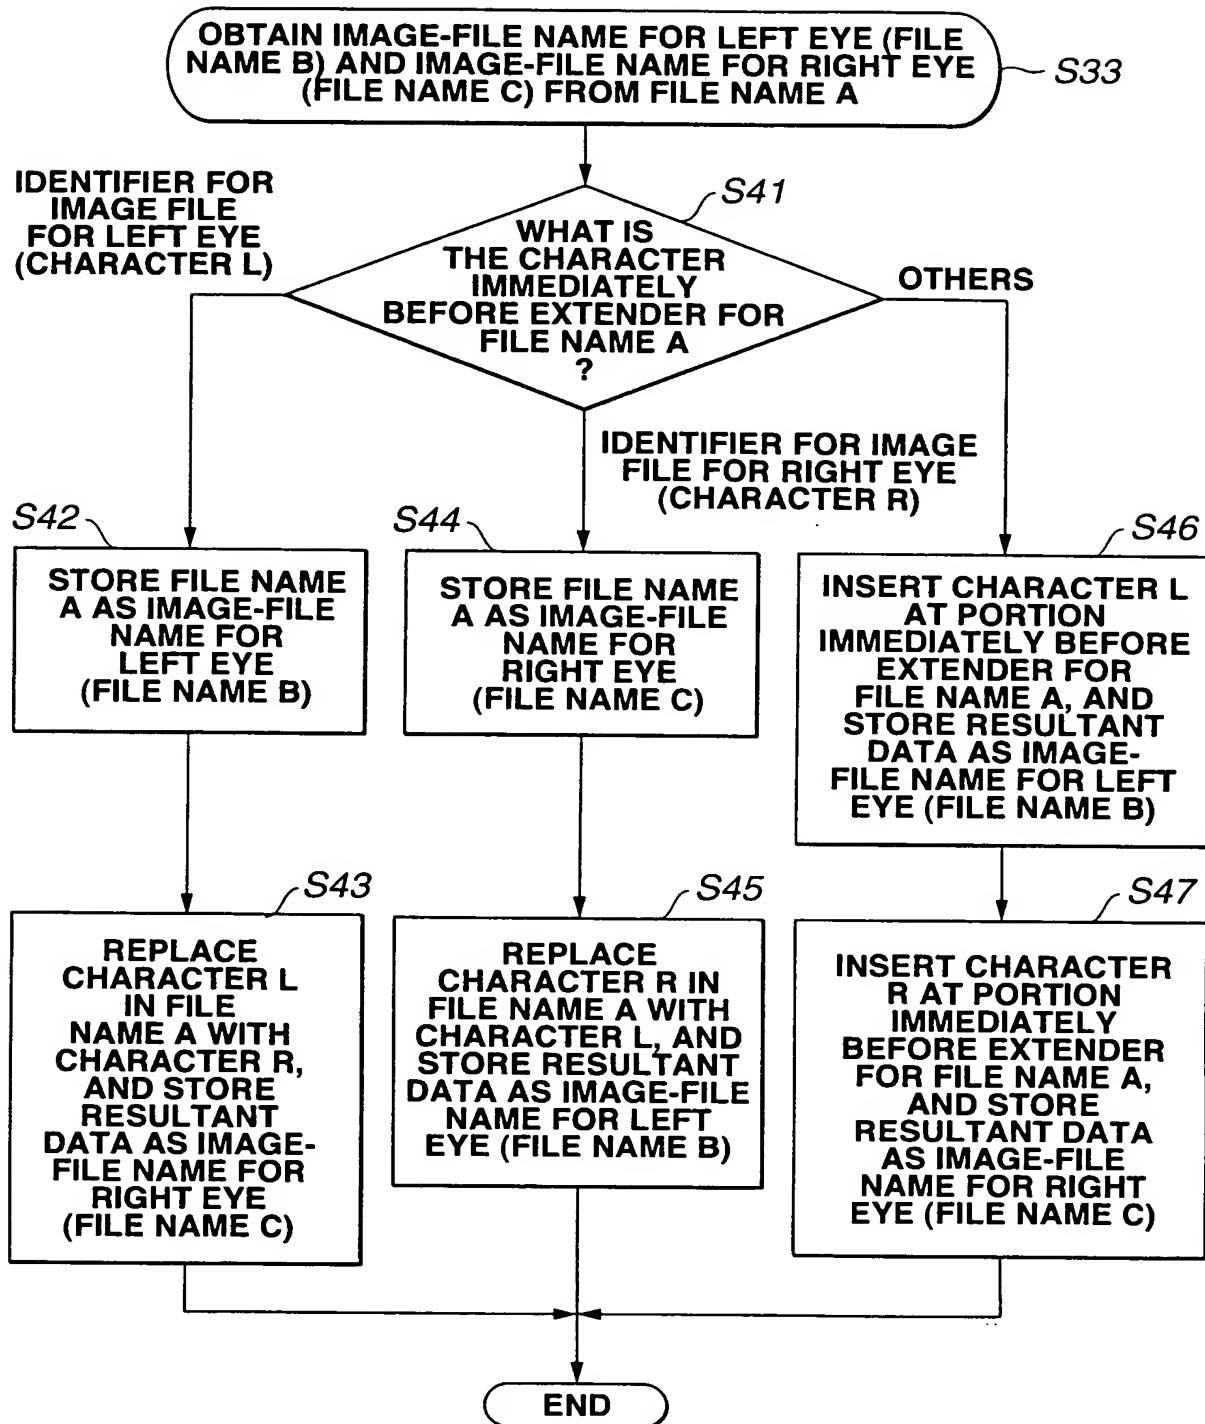 OBTAIN IMAGE-FILE NAME FOR LEFT EYE (FILE
NAME B) AND IMAGE-FILE NAME FOR RIGHT EYE
(FILE NAME C) FROM FILE NAME A
S33
IDENTIFIER FOR
IMAGE FILE
FOR LEFT EYE
(CHARACTER L)
S41
WHAT IS
THE CHARACTER
IMMEDIATELY
BEFORE EXTENDER FOR
FILE NAME A
?
OTHERS
IDENTIFIER FOR IMAGE
FILE FOR RIGHT EYE
(CHARACTER R)
S42
STORE FILE NAME
A AS IMAGE-FILE
NAME FOR
LEFT EYE
(FILE NAME B)
S44
STORE FILE NAME
A AS IMAGE-FILE
NAME FOR
RIGHT EYE
(FILE NAME C)
S46
INSERT CHARACTER L
AT PORTION
IMMEDIATELY BEFORE
EXTENDER FOR
FILE NAME A, AND
STORE RESULTANT
DATA AS IMAGE-
FILE NAME FOR LEFT
EYE (FILE NAME B)
S43
REPLACE
CHARACTER L
IN FILE
NAME A WITH
CHARACTER R,
AND STORE
RESULTANT
DATA AS IMAGE-
FILE NAME FOR
RIGHT EYE
(FILE NAME C)
S45
REPLACE
CHARACTER R IN
FILE NAME A WITH
CHARACTER L, AND
STORE RESULTANT
DATA AS IMAGE-FILE
NAME FOR LEFT
EYE (FILE NAME B)
S47
INSERT CHARACTER
R AT PORTION
IMMEDIATELY
BEFORE EXTENDER
FOR FILE NAME A,
AND STORE
RESULTANT DATA
AS IMAGE-FILE
NAME FOR RIGHT
EYE (FILE NAME C)
END